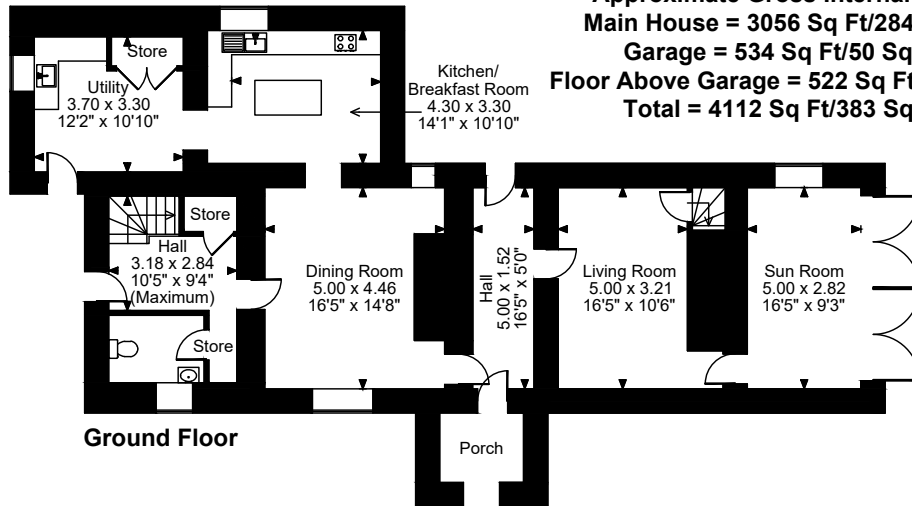 Main House = 3056 Sq Ft/284
Garage = 534 Sq Ft/50 Sq
Floor Above Garage = 522 Sq Ft
Total = 4112 Sq Ft/383 Sq
Store
Utility
3.70 x 3.30
12'2" x 10'10"
Kitchen/
Breakfast Room
4.30 x 3.30
14'1" x 10'10"
Store
Hall
3.18 x 2.84
10'5" x 9'4"
(Maximum)
Store
Dining Room
5.00 x 4.46
16'5" x 14'8"
Hall
5.00 x 1.52
16'5" x 5'0"
Living Room
5.00 x 3.21
16'5" x 10'6"
Sun Room
5.00 x 2.82
16'5" x 9'3"
Porch
Ground Floor